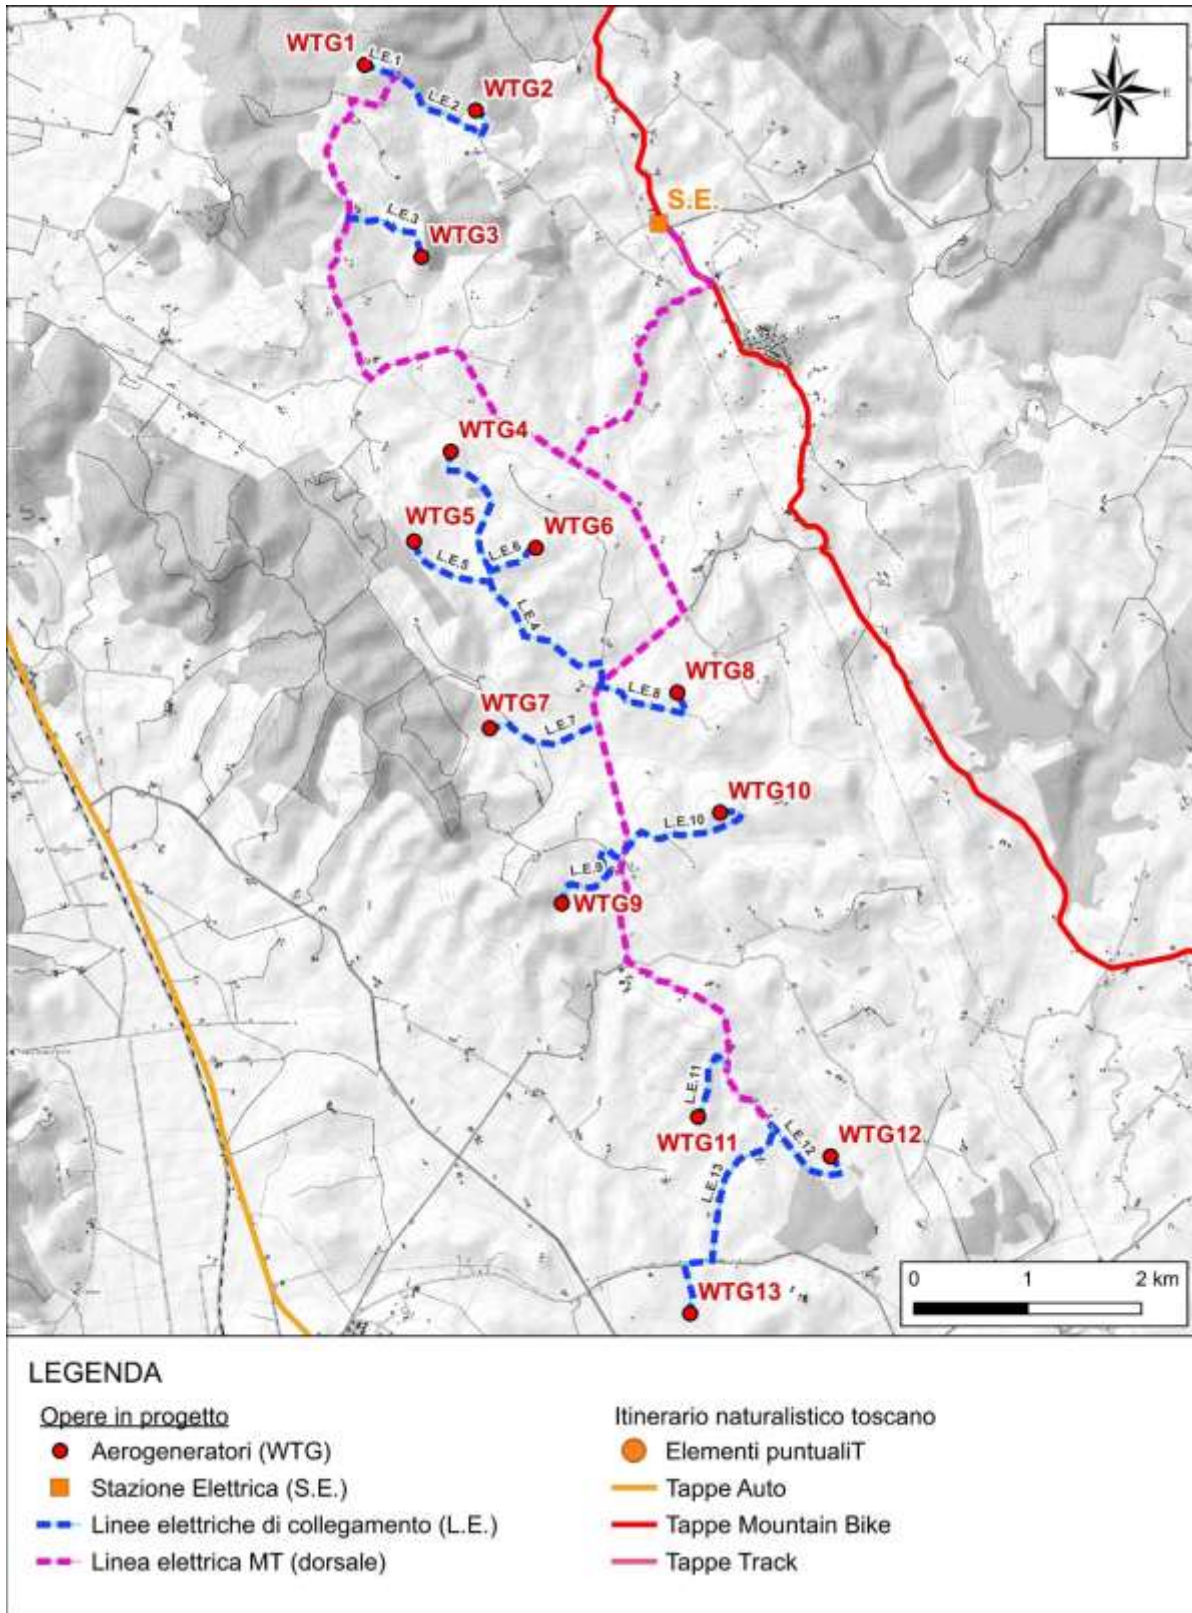 WTG1
L.E.1
L.E.2
WTG2
N
W
E
S
S.E.
L.E.3
WTG3
WTG4
WTG5
WTG6
L.E.6
L.E.5
L.E.4
WTG8
L.E.8
WTG7
L.E.7
WTG10
L.E.10
L.E.9
WTG9
L.E.11
WTG11
L.E.12
WTG12
L.E.13
WTG13
0 1 2 km
LEGENDA
Opere in progetto
Aerogeneratori (WTG)
Stazione Elettrica (S.E.)
Linee elettriche di collegamento (L.E.)
Linea elettrica MT (dorsale)
Itinerario naturalistico toscano
Elementi puntualiT
Tappe Auto
Tappe Mountain Bike
Tappe Track